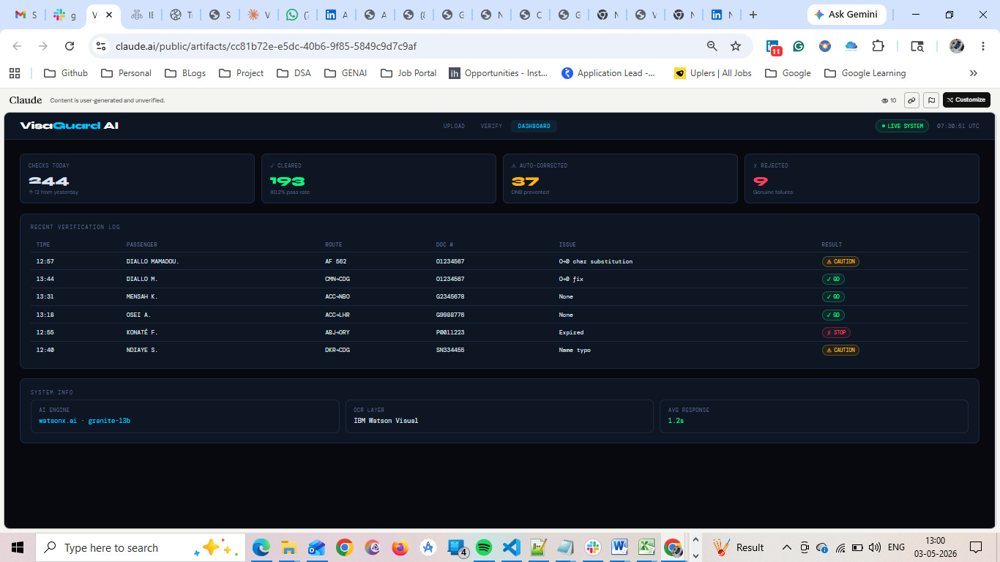 S
g
V
IE
T
S
V
(7
A
A
(8
G
N
C
G
N
V
N
N
Ask Gemini
claude.ai/public/artifacts/cc81b72e-e5dc-40b6-9f85-5849c9d7c9af
11
Github
Personal
BLogs
Project
DSA
GENAI
Job Portal
ih Opportunities - Inst...
Application Lead -...
Uplers | All Jobs
Google
Google Learning
Claude Content is user-generated and unverified.
10
Customize
VisaGuard AI
UPLOAD VERIFY DASHBOARD
LIVE SYSTEM 07:30:51 UTC
CHECKS TODAY
244
↑ 12 from yesterday
✓ CLEARED
193
80.2% pass rate
⚠ AUTO-CORRECTED
37
DNB prevented
✗ REJECTED
9
Genuine failures
RECENT VERIFICATION LOG
TIME PASSENGER ROUTE DOC # ISSUE RESULT
12:57 DIALLO MAMADOU. AF 562 O1234567 O→0 char substitution ⚠ CAUTION
13:44 DIALLO M. CMN→CDG O1234567 O→0 fix ✓ GO
13:31 MENSAH K. ACC→NBO G2345678 None ✓ GO
13:18 OSEI A. ACC→LHR G9988776 None ✓ GO
12:55 KONATÉ F. ABJ→ORY P0011223 Expired ✗ STOP
12:40 NDIAYE S. DKR→CDG SN334455 Name typo ⚠ CAUTION
SYSTEM INFO
AI ENGINE
watsonx.ai · granite-13b
OCR LAYER
IBM Watson Visual
AVG RESPONSE
1.2s
Type here to search
4
Result
ENG
13:00
03-05-2026